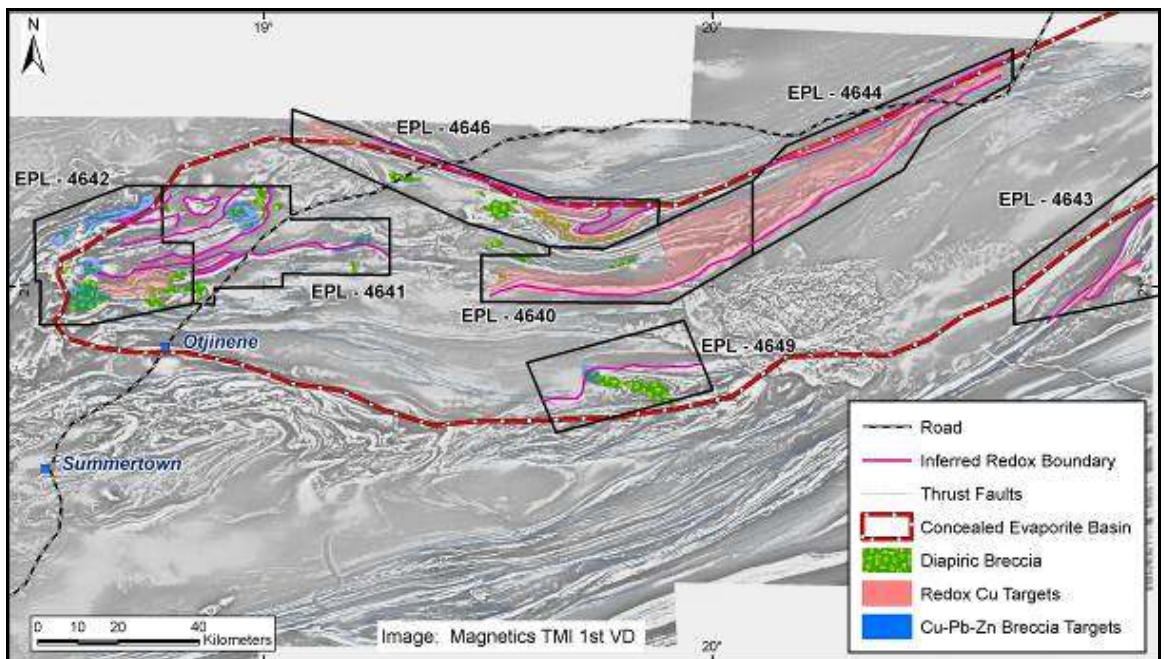 N
19°
20°
EPL - 4644
EPL - 4646
EPL - 4642
EPL - 4643
EPL - 4641
EPL - 4640
Otjinene
EPL - 4649
Summertown
Road
Inferred Redox Boundary
Thrust Faults
Concealed Evaporite Basin
Diapiric Breccia
Redox Cu Targets
Cu-Pb-Zn Breccia Targets
0 10 20 40
Kilometers
Image: Magnetics TMI 1st VD
20°